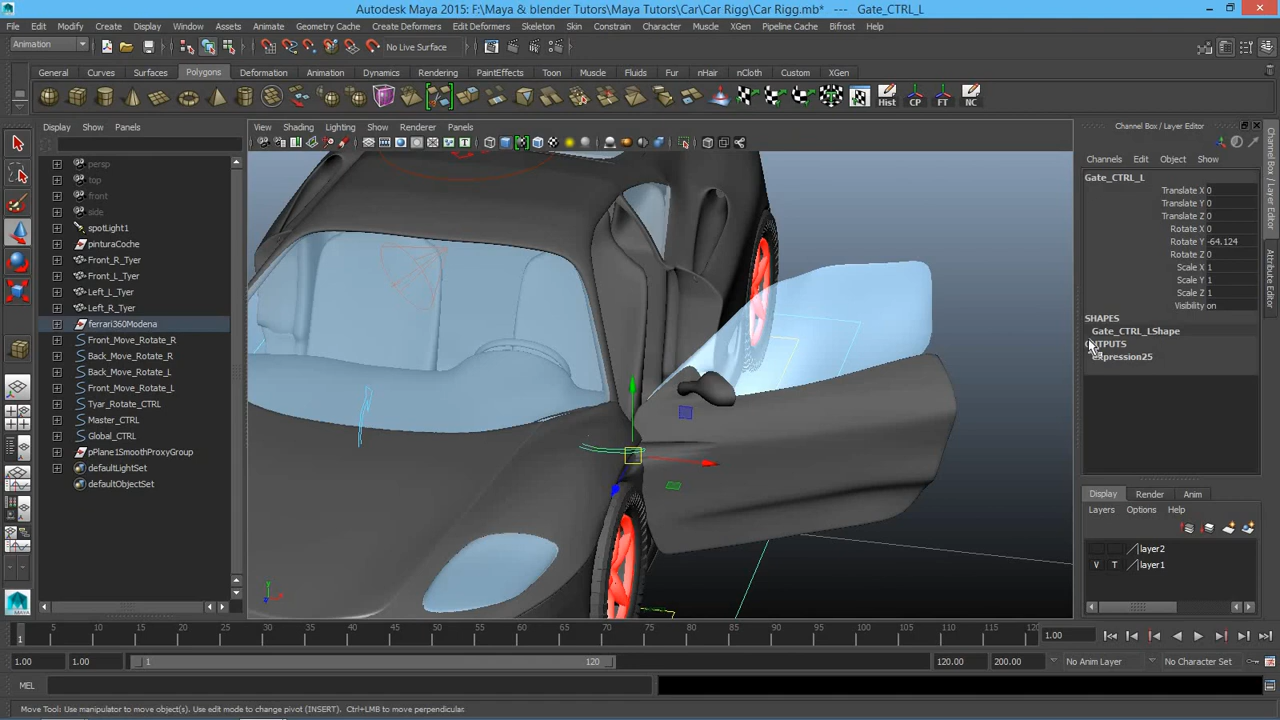 Autodesk Maya 2015: F:\Maya & blender Tutors\Maya Tutors\Car\Car Rigg\Car Rigg.mb* --- Gate_CTRL_L
File Edit Modify Create Display Window Assets Animate Geometry Cache Create Deformers Edit Deformers Skeleton Skin Constrain Character Muscle XGen Pipeline Cache Bifrost Help
Animation No Live Surface
General Curves Surfaces Polygons Deformation Animation Dynamics Rendering PaintEffects Toon Muscle Fluids Fur nHair nCloth Custom XGen
Hist CP FT NC
Display Show Panels
View Shading Lighting Show Renderer Panels
Channel Box / Layer Editor
Channels Edit Object Show
persp
top
front
side
spotLight1
pinturaCoche
Front_R_Tyer
Front_L_Tyer
Left_L_Tyer
Left_R_Tyer
ferrari360Modena
Front_Move_Rotate_R
Back_Move_Rotate_R
Back_Move_Rotate_L
Front_Move_Rotate_L
Tyar_Rotate_CTRL
Master_CTRL
Global_CTRL
pPlane1SmoothProxyGroup
defaultLightSet
defaultObjectSet
Gate_CTRL_L
Translate X 0
Translate Y 0
Translate Z 0
Rotate X 0
Rotate Y -64.124
Rotate Z 0
Scale X 1
Scale Y 1
Scale Z 1
Visibility on
SHAPES
Gate_CTRL_LShape
expression25
Display Render Anim
Layers Options Help
layer2
V T layer1
Channel Box / Layer Editor
Attribute Editor
5 10 15 20 25 30 35 40 45 50 55 60 65 70 75 80 85 90 95 100 105 110 115 120
1 1.00
1.00 1.00 1 120 120.00 200.00 No Anim Layer No Character Set
MEL
Move Tool: Use manipulator to move object(s). Use edit mode to change pivot (INSERT). Ctrl+LMB to move perpendicular.